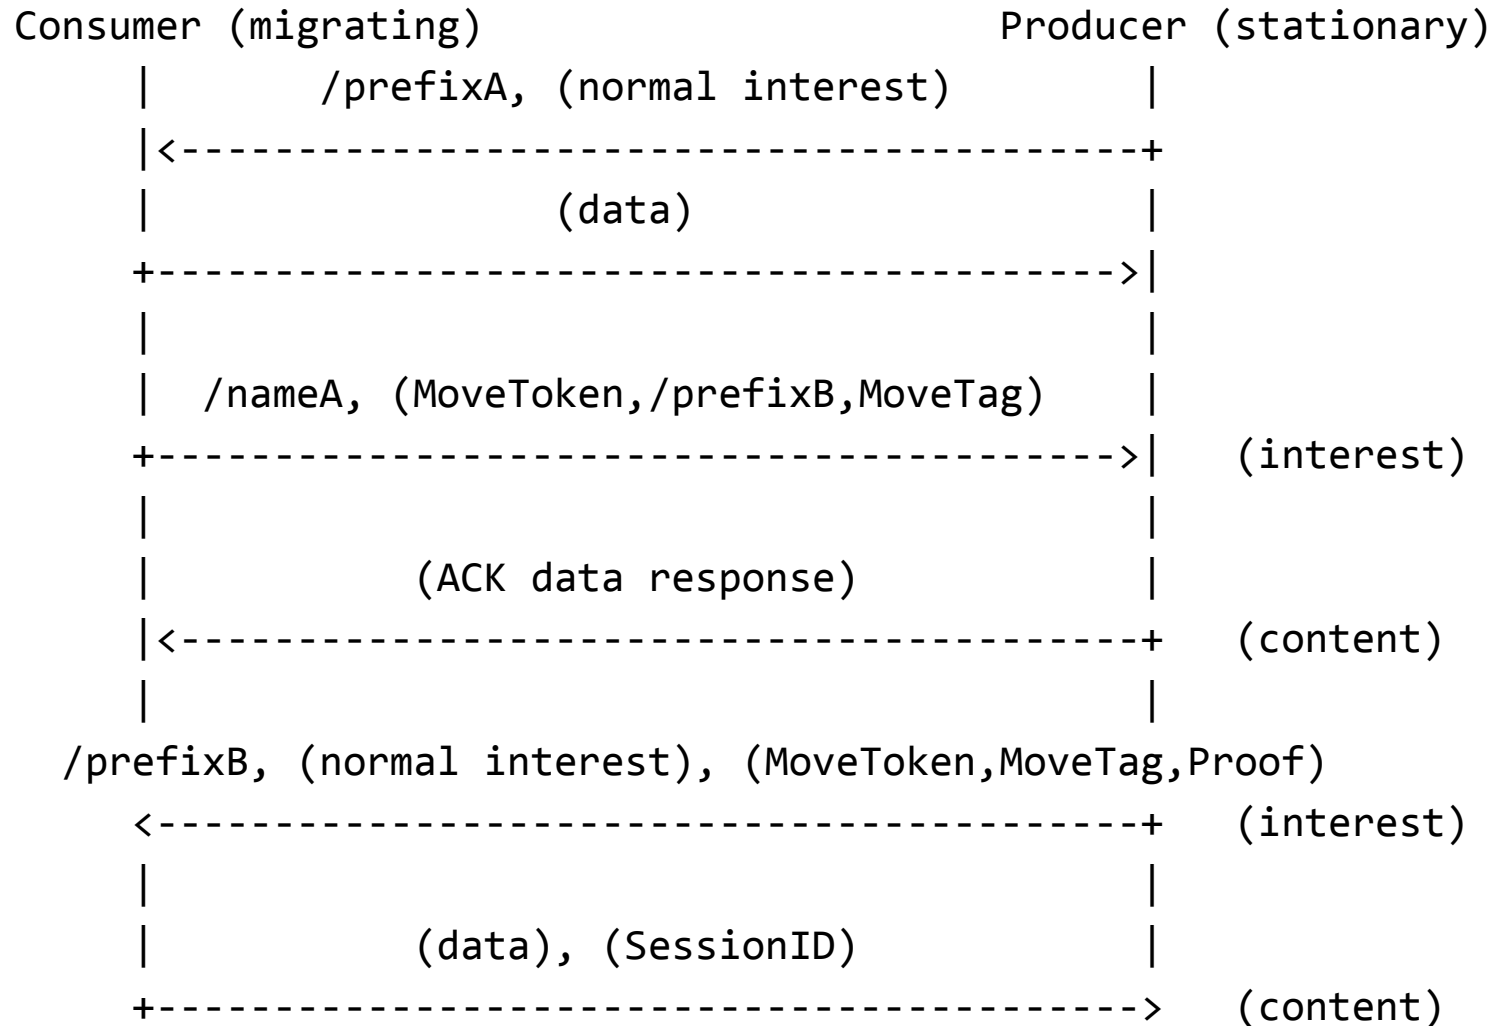 Consumer (migrating) Producer (stationary)
/prefixA, (normal interest)
(data)
/nameA, (MoveToken,/prefixB,MoveTag)
(interest)
(ACK data response)
(content)
/prefixB, (normal interest), (MoveToken,MoveTag,Proof)
(interest)
(data), (SessionID)
(content)